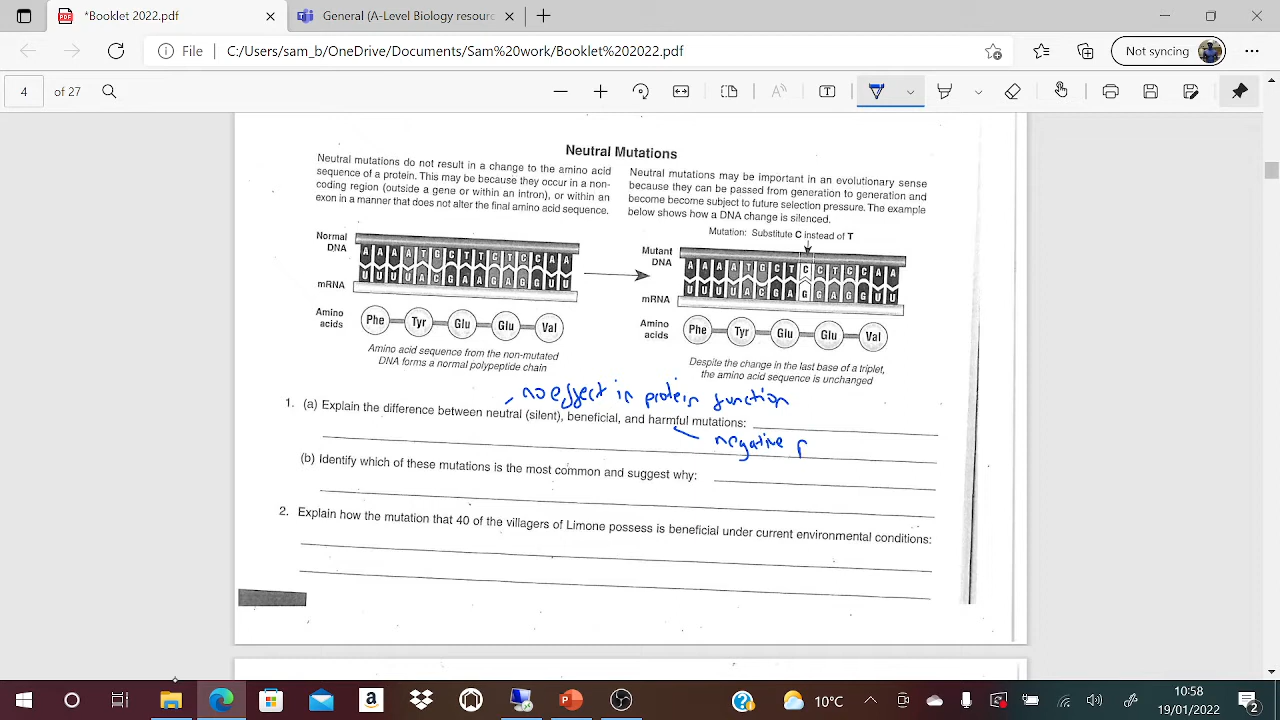 *Booklet 2022.pdf
General (A-Level Biology resourc
Not syncing
File
C:/Users/sam_b/OneDrive/Documents/Sam%20work/Booklet%202022.pdf
4 of 27
Neutral Mutations
Neutral mutations do not result in a change to the amino acid
sequence of a protein. This may be because they occur in a non-
coding region (outside a gene or within an intron), or within an
exon in a manner that does not alter the final amino acid sequence.
Neutral mutations may be important in an evolutionary sense
because they can be passed from generation to generation and
become become subject to future selection pressure. The example
below shows how a DNA change is silenced.
Mutation: Substitute C instead of T
Normal
DNA
A A A A T G C T T C T C C A A
U U U U A C G A A G A G G U U
mRNA
Amino
acids
Phe Tyr Glu Glu Val
Amino acid sequence from the non-mutated
DNA forms a normal polypeptide chain
Mutant
DNA
mRNA
Amino
acids
Phe Tyr Glu Glu Val
Despite the change in the last base of a triplet,
the amino acid sequence is unchanged
no effect in protein function
1. (a) Explain the difference between neutral (silent), beneficial, and harmful mutations:
negative
(b) Identify which of these mutations is the most common and suggest why:
2. Explain how the mutation that 40 of the villagers of Limone possess is beneficial under current environmental conditions:
10°C
10:58
19/01/2022
2